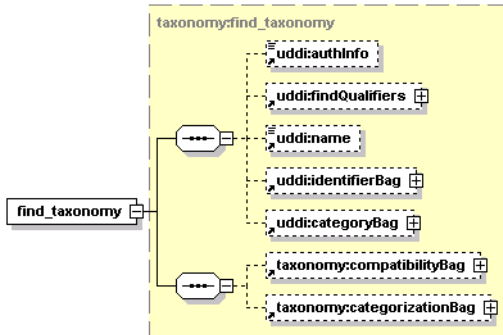 taxonomy:find_taxonomy
uddi:authInfo
uddi:findQualifiers
uddi:name
uddi:identifierBag
find_taxonomy
uddi:categoryBag
taxonomy:compatibilityBag
taxonomy:categorizationBag